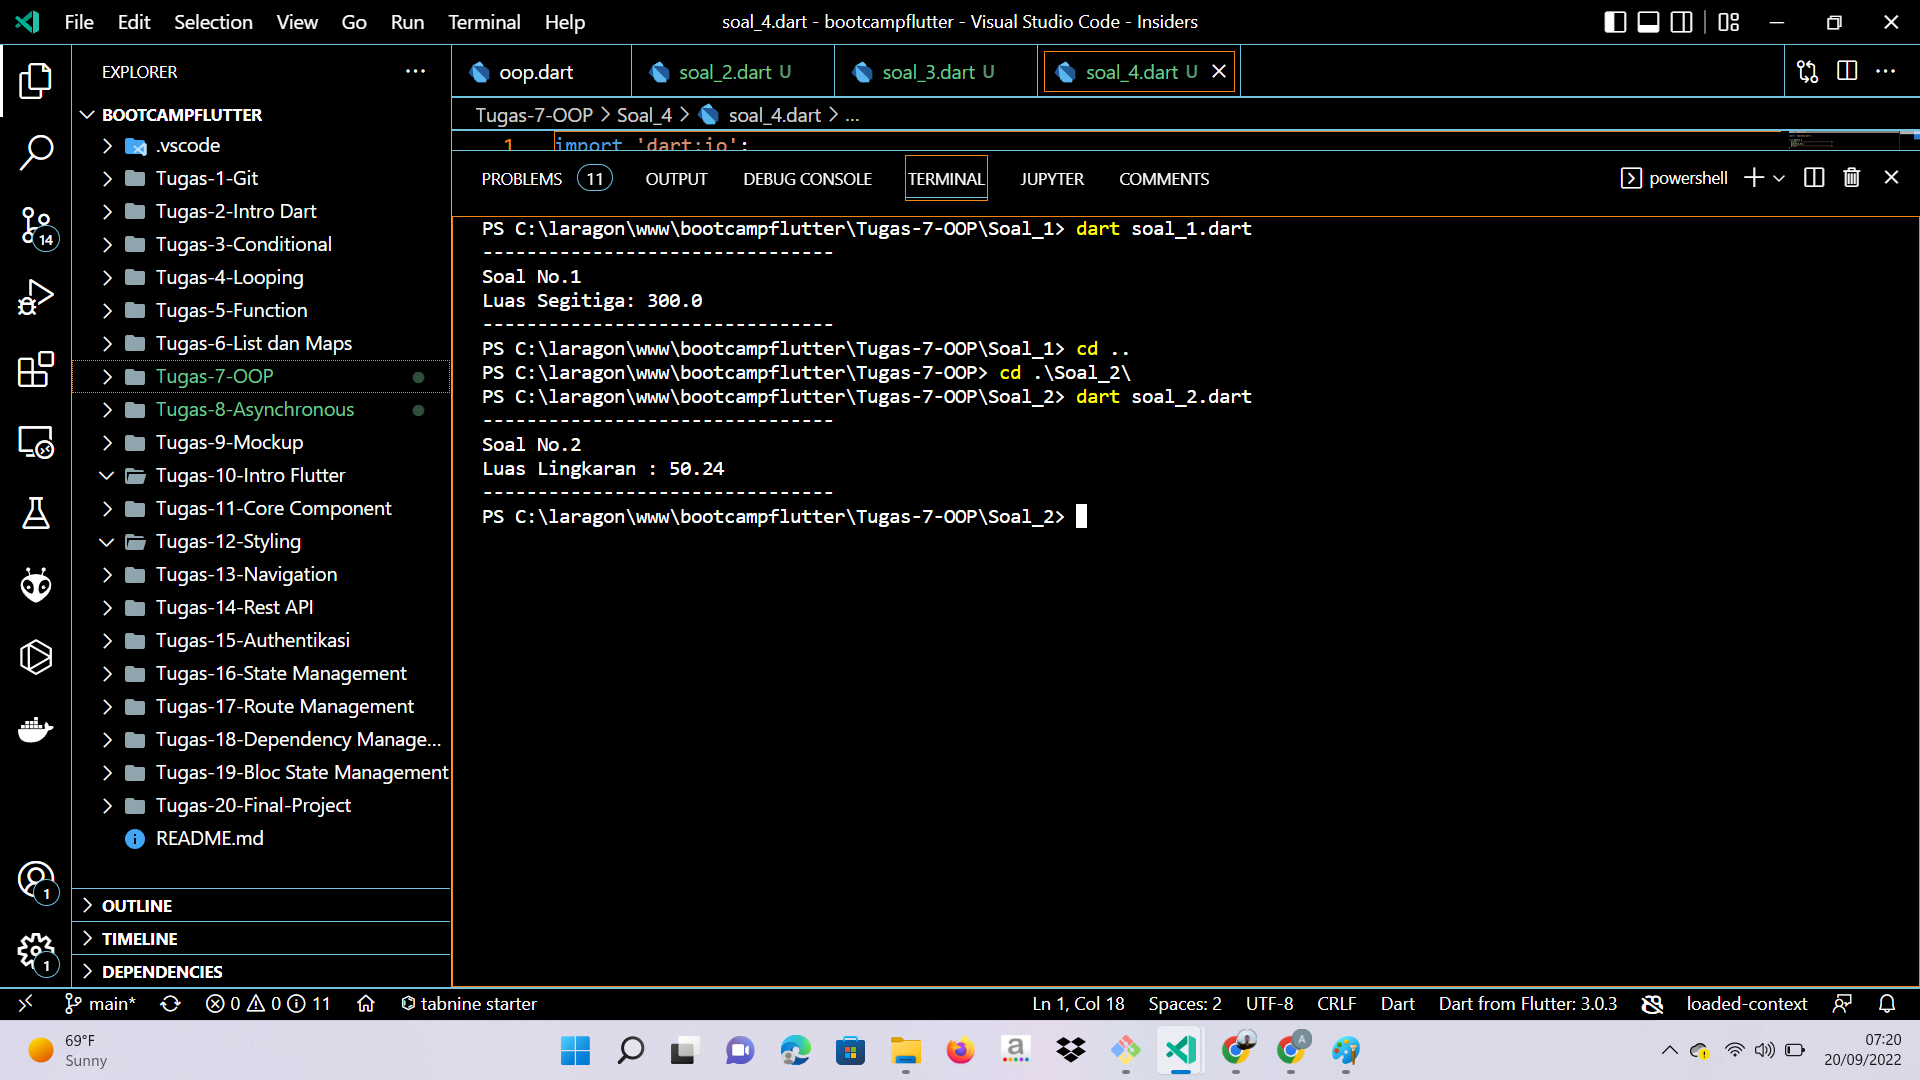 File Edit Selection View Go Run Terminal Help
soal_4.dart - bootcampflutter - Visual Studio Code - Insiders
EXPLORER
BOOTCAMPFLUTTER
.vscode
Tugas-1-Git
Tugas-2-Intro Dart
Tugas-3-Conditional
Tugas-4-Looping
Tugas-5-Function
Tugas-6-List dan Maps
Tugas-7-OOP
Tugas-8-Asynchronous
Tugas-9-Mockup
Tugas-10-Intro Flutter
Tugas-11-Core Component
Tugas-12-Styling
Tugas-13-Navigation
Tugas-14-Rest API
Tugas-15-Authentikasi
Tugas-16-State Management
Tugas-17-Route Management
Tugas-18-Dependency Manage...
Tugas-19-Bloc State Management
Tugas-20-Final-Project
README.md
OUTLINE
TIMELINE
DEPENDENCIES
14
1
1
oop.dart
soal_2.dart U
soal_3.dart U
soal_4.dart U
Tugas-7-OOP > Soal_4 > soal_4.dart > ...
1 import 'dart:io';
PROBLEMS 11 OUTPUT DEBUG CONSOLE TERMINAL JUPYTER COMMENTS
powershell
PS C:\laragon\www\bootcampflutter\Tugas-7-OOP\Soal_1> dart soal_1.dart
--------------------------------
Soal No.1
Luas Segitiga: 300.0
--------------------------------
PS C:\laragon\www\bootcampflutter\Tugas-7-OOP\Soal_1> cd ..
PS C:\laragon\www\bootcampflutter\Tugas-7-OOP> cd .\Soal_2\
PS C:\laragon\www\bootcampflutter\Tugas-7-OOP\Soal_2> dart soal_2.dart
--------------------------------
Soal No.2
Luas Lingkaran : 50.24
--------------------------------
PS C:\laragon\www\bootcampflutter\Tugas-7-OOP\Soal_2>
main* 0 0 11 tabnine starter
Ln 1, Col 18 Spaces: 2 UTF-8 CRLF Dart Dart from Flutter: 3.0.3 loaded-context
69°F
Sunny
a
A
07:20
20/09/2022